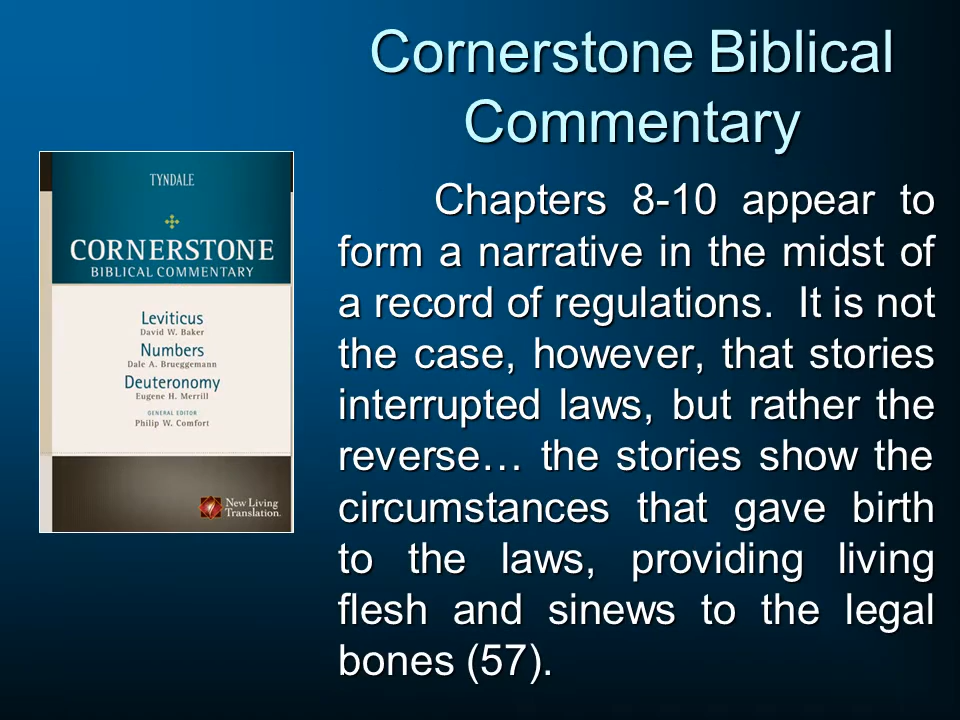 Cornerstone Biblical
Commentary
TYNDALE
CORNERSTONE
BIBLICAL COMMENTARY
Leviticus
David W. Baker
Numbers
Dale A. Brueggemann
Deuteronomy
Eugene H. Merrill
GENERAL EDITOR
Philip W. Comfort
New Living
Translation.
Chapters 8-10 appear to
form a narrative in the midst of
a record of regulations. It is not
the case, however, that stories
interrupted laws, but rather the
reverse… the stories show the
circumstances that gave birth
to the laws, providing living
flesh and sinews to the legal
bones (57).